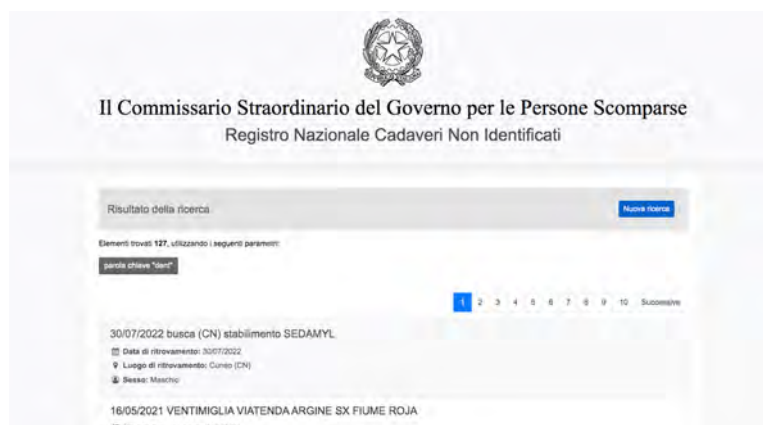 Il Commissario Straordinario del Governo per le Persone Scomparse
Registro Nazionale Cadaveri Non Identificati
Risultato della ricerca
Nuova ricerca
Elementi trovati 127, utilizzando i seguenti parametri:
parola chiave "dent"
1 2 3 4 5 6 7 8 9 10 Successive
30/07/2022 busca (CN) stabilimento SEDAMYL
Data di ritrovamento: 30/07/2022
Luogo di ritrovamento: Cuneo (CN)
Sesso: Maschio
16/05/2021 VENTIMIGLIA VIATENDA ARGINE SX FIUME ROJA